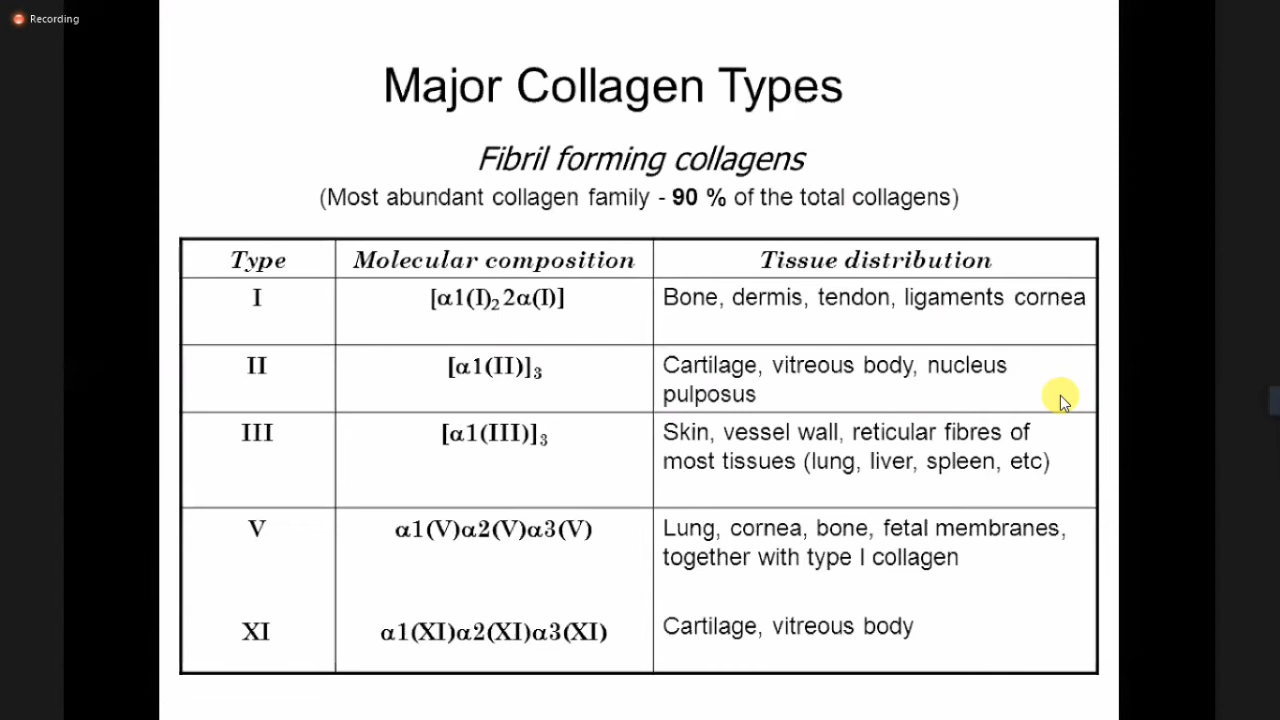 Recording
Major Collagen Types
Fibril forming collagens
(Most abundant collagen family - 90 % of the total collagens)
Type Molecular composition Tissue distribution
I [α1(I)₂ 2α(I)] Bone, dermis, tendon, ligaments cornea
II [α1(II)]₃ Cartilage, vitreous body, nucleus
pulposus
III [α1(III)]₃ Skin, vessel wall, reticular fibres of
most tissues (lung, liver, spleen, etc)
V α1(V)α2(V)α3(V) Lung, cornea, bone, fetal membranes,
together with type I collagen
XI α1(XI)α2(XI)α3(XI) Cartilage, vitreous body